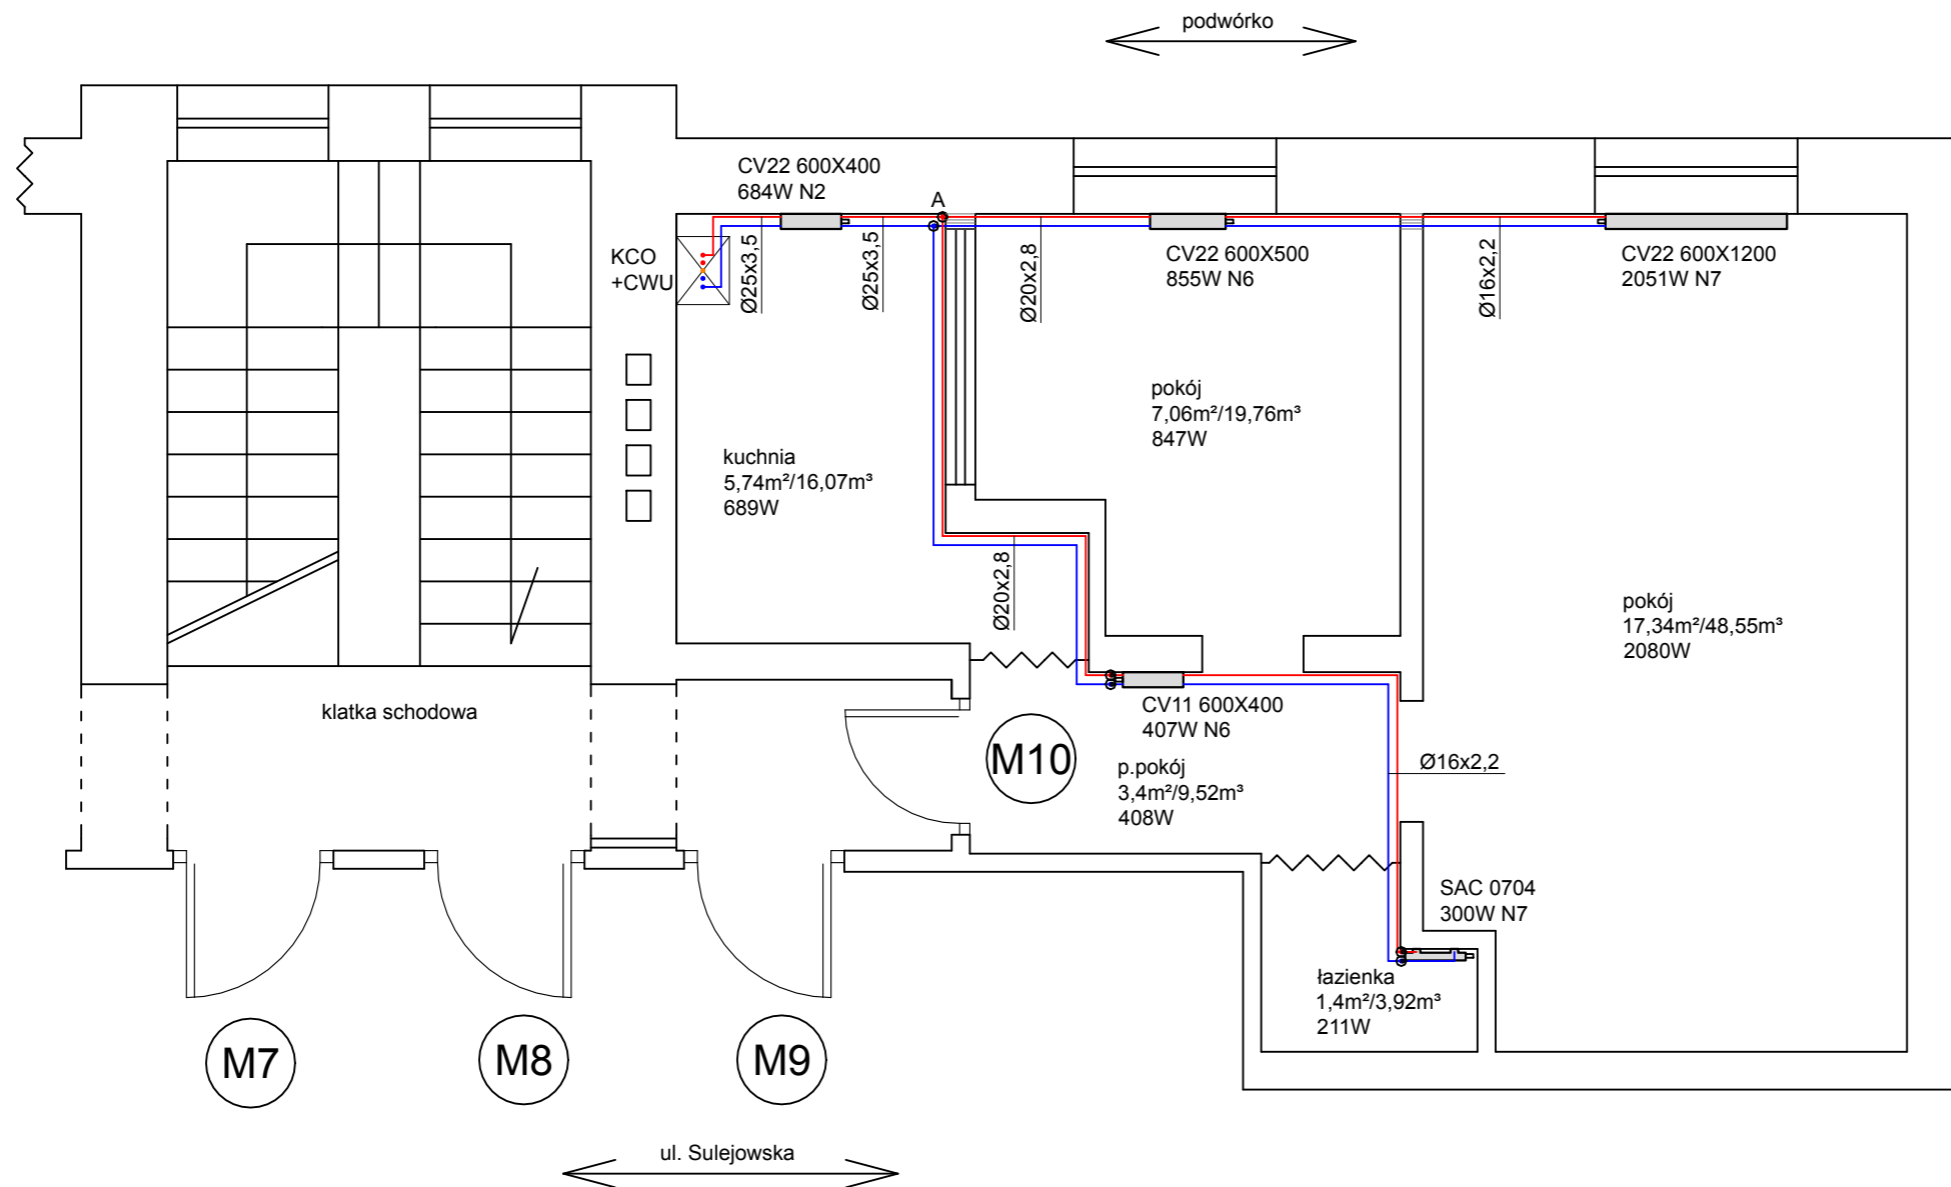 podwórko
CV22 600X400
684W N2
A
KCO
+CWU
Ø25x3,5
Ø25x3,5
Ø20x2,8
CV22 600X500
855W N6
Ø16x2,2
CV22 600X1200
2051W N7
pokój
7,06m²/19,76m³
847W
kuchnia
5,74m²/16,07m³
689W
Ø20x2,8
pokój
17,34m²/48,55m³
2080W
klatka schodowa
CV11 600X400
407W N6
M10
p.pokój
3,4m²/9,52m³
408W
Ø16x2,2
SAC 0704
300W N7
łazienka
1,4m²/3,92m³
211W
M7
M8
M9
ul. Sulejowska